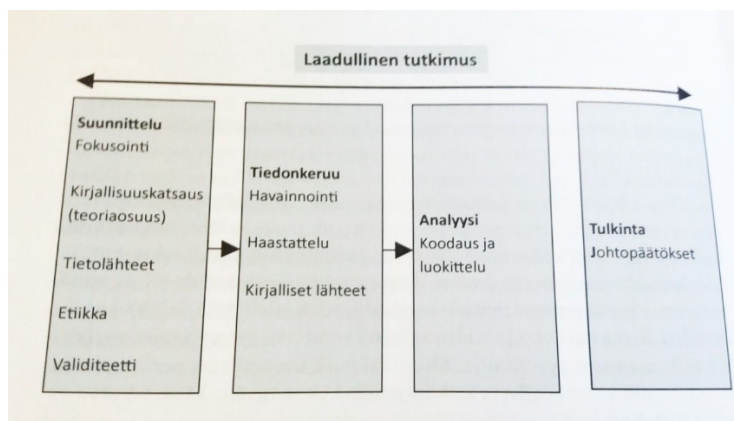 Laadullinen tutkimus
Suunnittelu
Fokusointi
Kirjallisuuskatsaus
(teoriaosuus)
Tietolähteet
Etiikka
Validiteetti
Tiedonkeruu
Havainnointi
Haastattelu
Kirjalliset lähteet
Analyysi
Koodaus ja
luokittelu
Tulkinta
Johtopäätökset